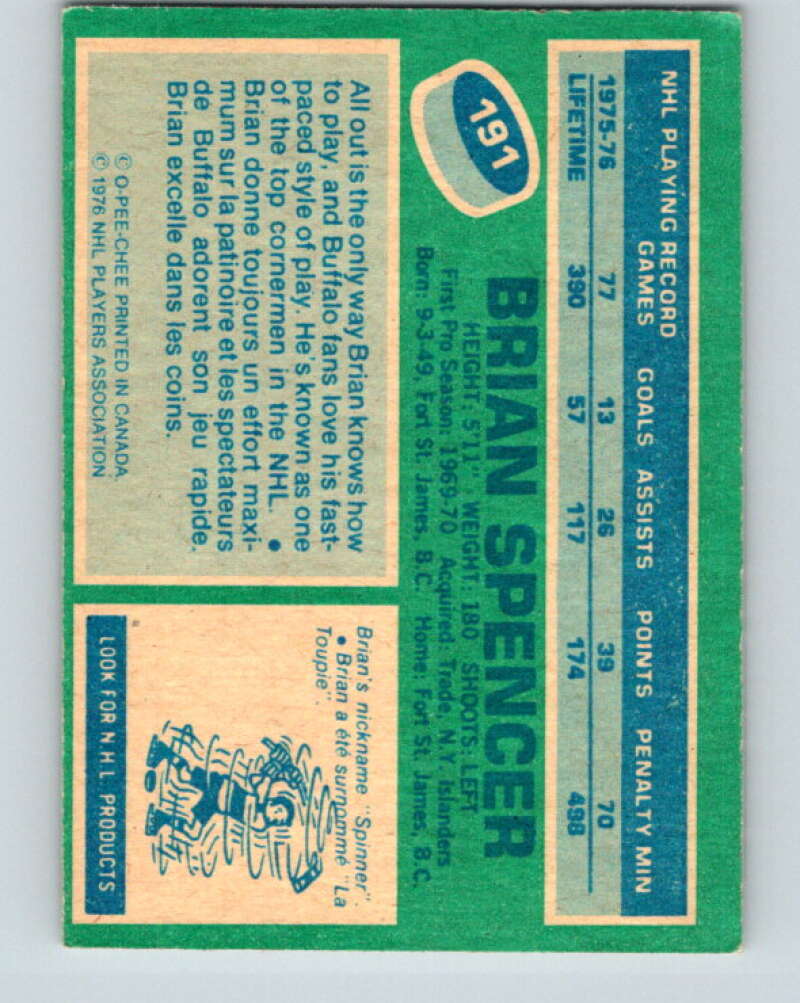 NHL PLAYING RECORD
GAMES GOALS ASSISTS POINTS PENALTY MIN
1975-76 77 13 26 39 70
LIFETIME 390 57 117 174 498
191
BRIAN SPENCER
HEIGHT: 5'11" WEIGHT: 180 SHOOTS: LEFT
First Pro Season: 1969-70 Acquired: Trade, N.Y. Islanders
Born: 9-3-49, Fort St. James, B.C. Home: Fort St. James, B.C.
All out is the only way Brian knows how
to play, and Buffalo fans love his fast-
paced style of play. He's known as one
of the top cornermen in the NHL. •
Brian donne toujours un effort maxi-
mum sur la patinoire et les spectateurs
de Buffalo adorent son jeu rapide.
Brian excelle dans les coins.
© O-PEE-CHEE PRINTED IN CANADA
© 1976 NHL PLAYERS ASSOCIATION
Brian's nickname "Spinner".
• Brian a été surnommé "La
Toupie".
LOOK FOR N.H.L PRODUCTS